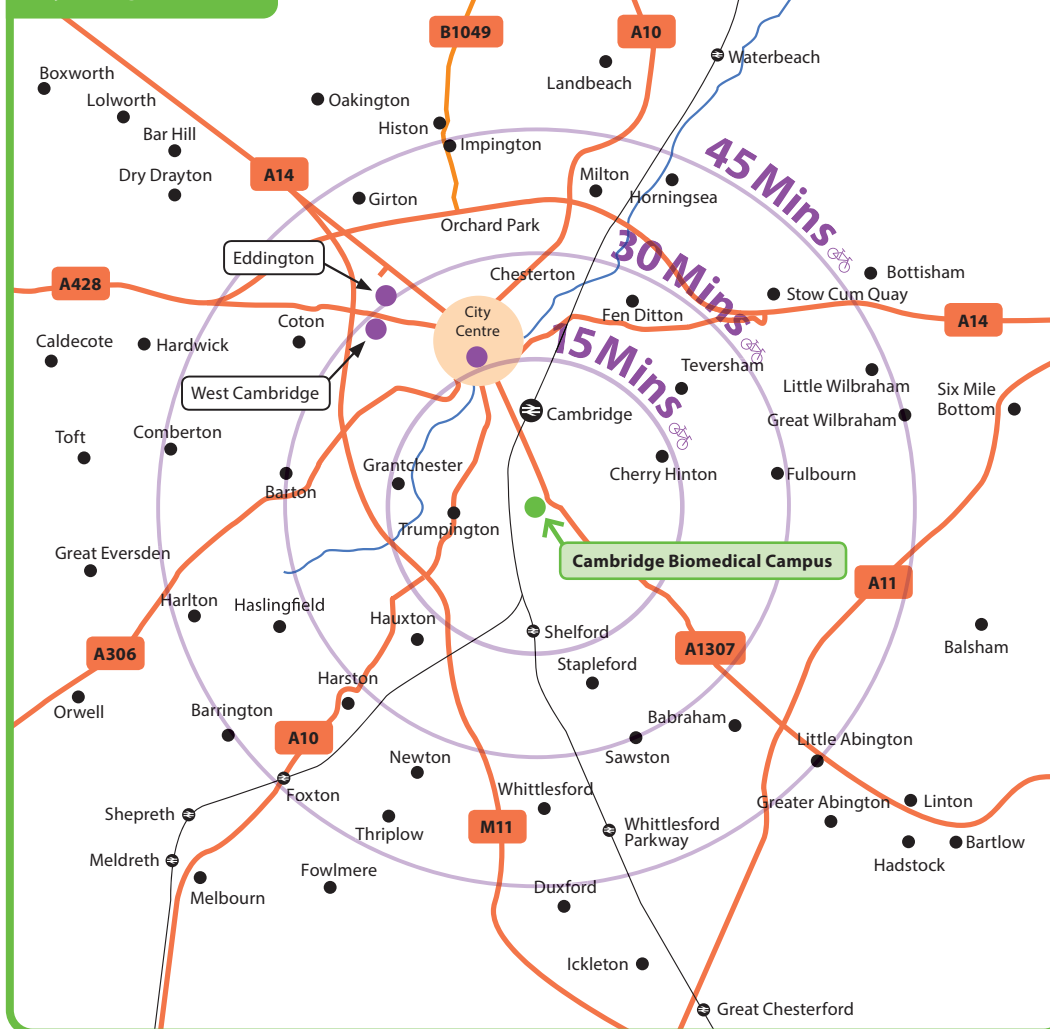 B1049
A10
Waterbeach
Boxworth
Landbeach
Lolworth
Oakington
Histon
Bar Hill
Impington
45 Mins
Dry Drayton
A14
Milton
Girton
Horningsea
Orchard Park
30 Mins
Eddington
Chesterton
Bottisham
A428
Stow Cum Quay
City
Centre
Fen Ditton
Coton
A14
Caldecote
Hardwick
15 Mins
Teversham
West Cambridge
Little Wilbraham
Six Mile
Bottom
Cambridge
Great Wilbraham
Toft
Comberton
Grantchester
Cherry Hinton
Fulbourn
Barton
Trumpington
Great Eversden
Cambridge Biomedical Campus
A11
Harlton
Haslingfield
Hauxton
Shelford
A306
A1307
Balsham
Stapleford
Harston
Orwell
Barrington
Babraham
A10
Little Abington
Newton
Sawston
Foxton
Whittlesford
Greater Abington
Linton
Shepreth
Thriplow
M11
Whittlesford
Parkway
Bartlow
Meldreth
Hadstock
Fowlmere
Melbourn
Duxford
Ickleton
Great Chesterford